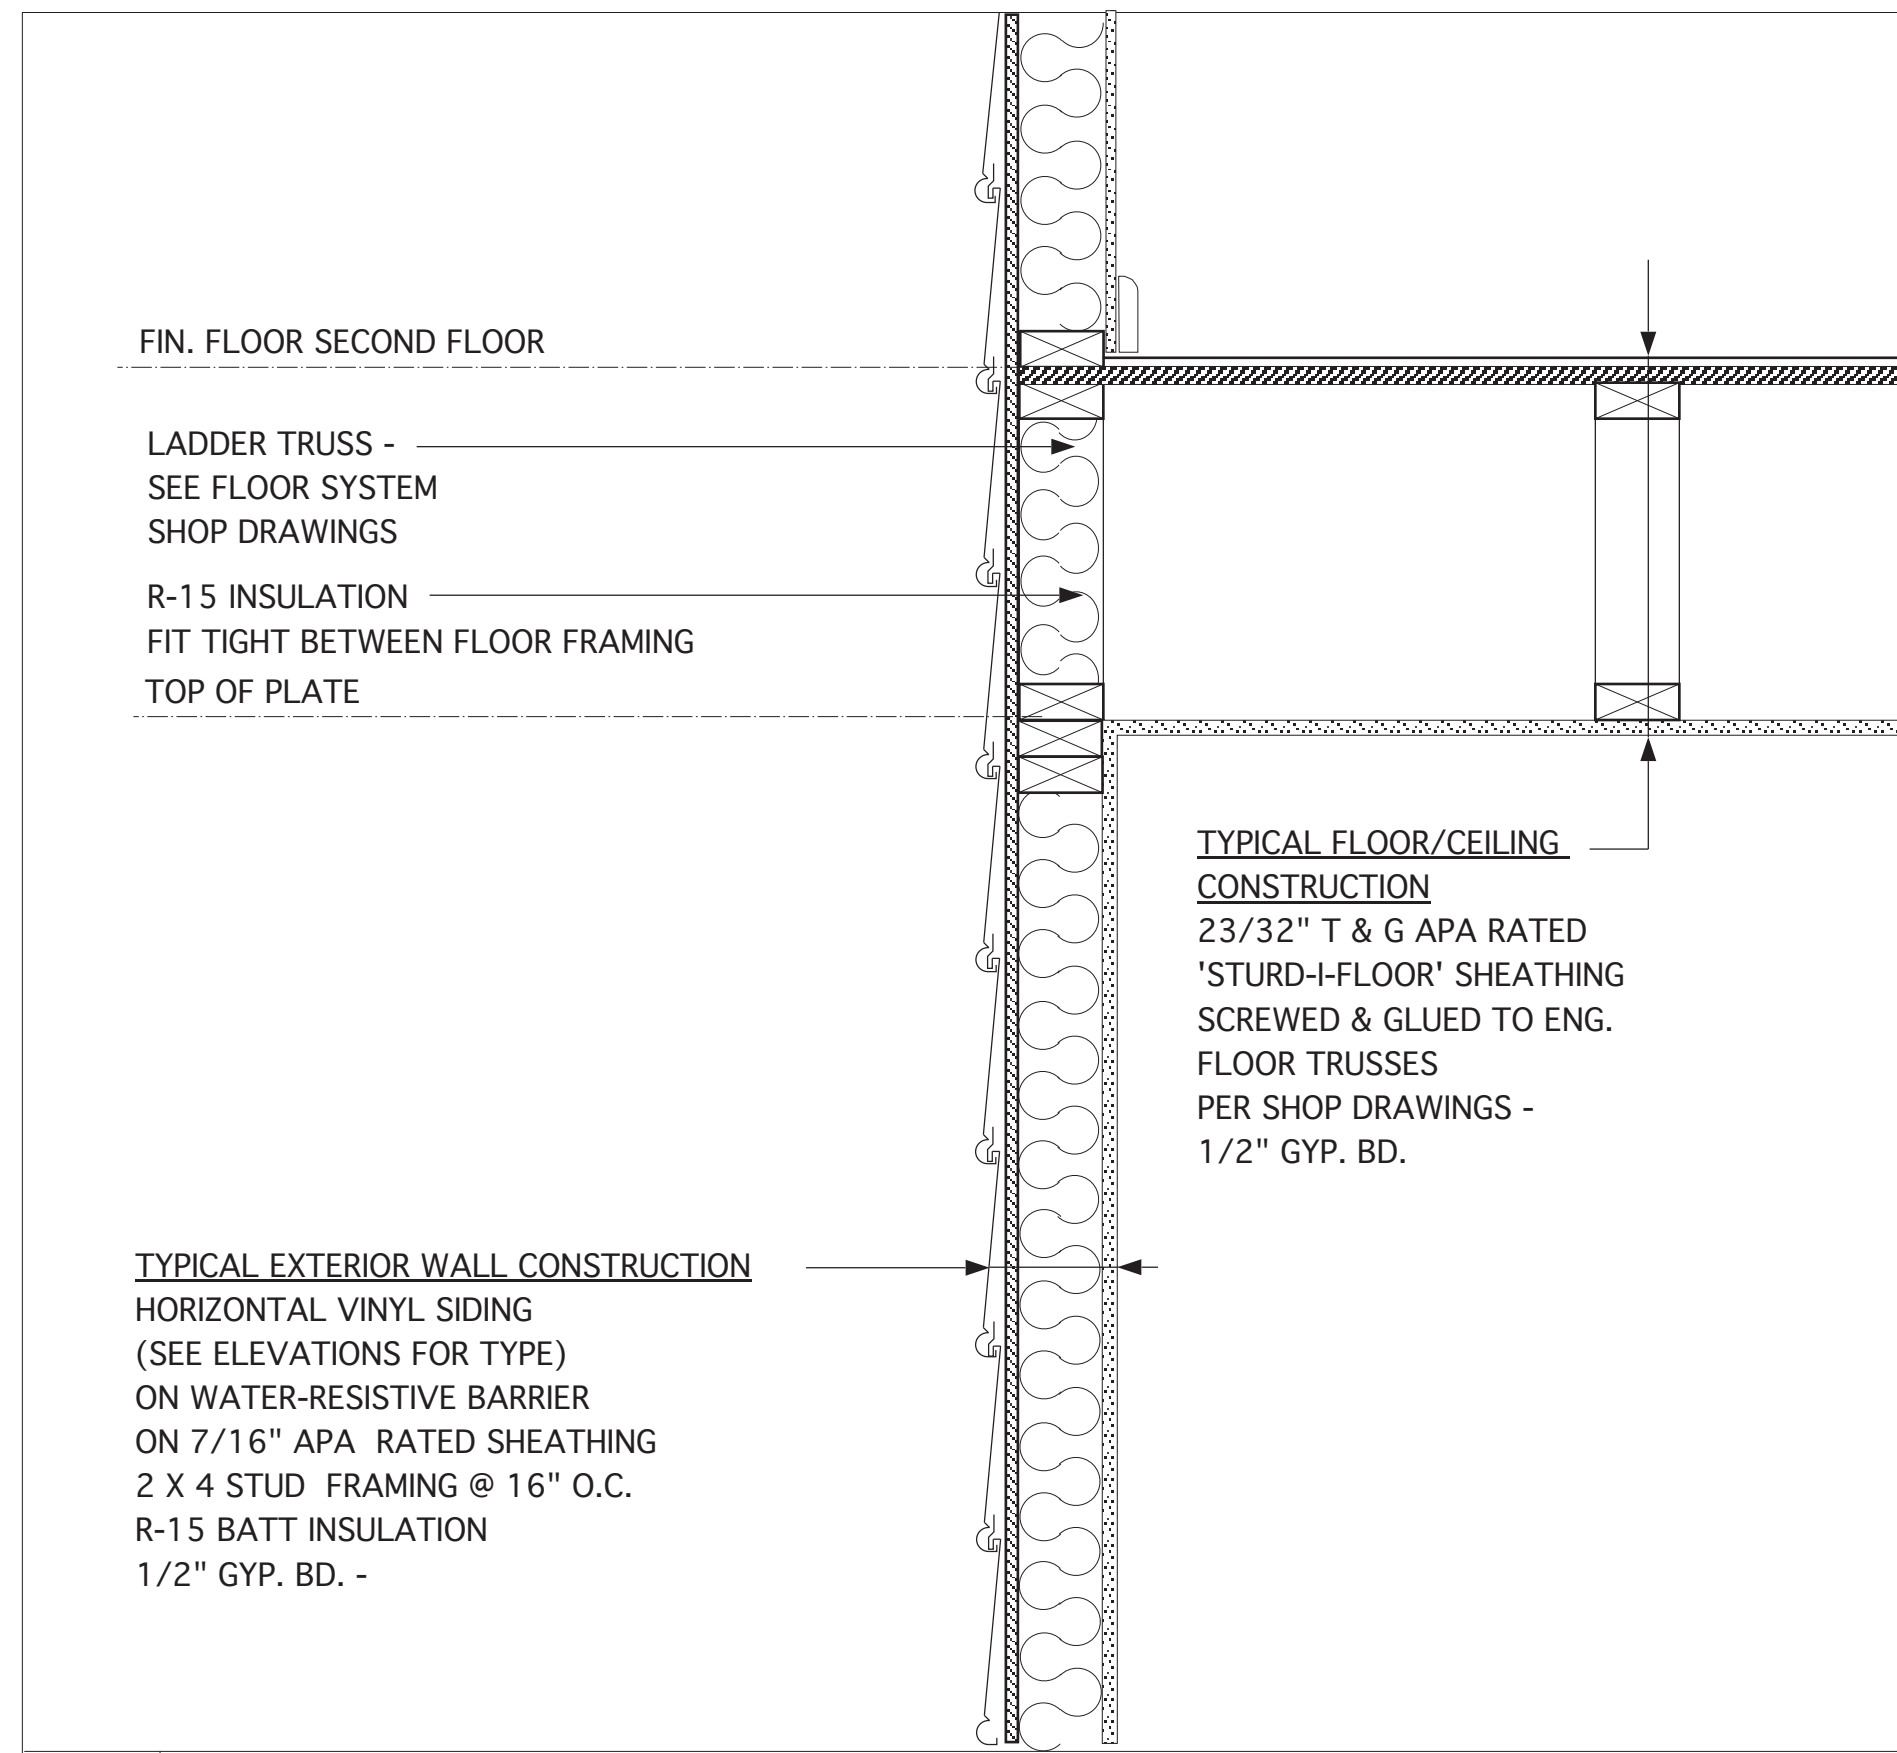 FIN. FLOOR SECOND FLOOR
LADDER TRUSS -
SEE FLOOR SYSTEM
SHOP DRAWINGS
R-15 INSULATION
FIT TIGHT BETWEEN FLOOR FRAMING
TOP OF PLATE
TYPICAL FLOOR/CEILING
CONSTRUCTION
23/32" T & G APA RATED
'STURD-I-FLOOR' SHEATHING
SCREWED & GLUED TO ENG.
FLOOR TRUSSES
PER SHOP DRAWINGS -
1/2" GYP. BD.
TYPICAL EXTERIOR WALL CONSTRUCTION
HORIZONTAL VINYL SIDING
(SEE ELEVATIONS FOR TYPE)
ON WATER-RESISTIVE BARRIER
ON 7/16" APA  RATED SHEATHING
2 X 4 STUD  FRAMING @ 16" O.C.
R-15 BATT INSULATION
1/2" GYP. BD. -